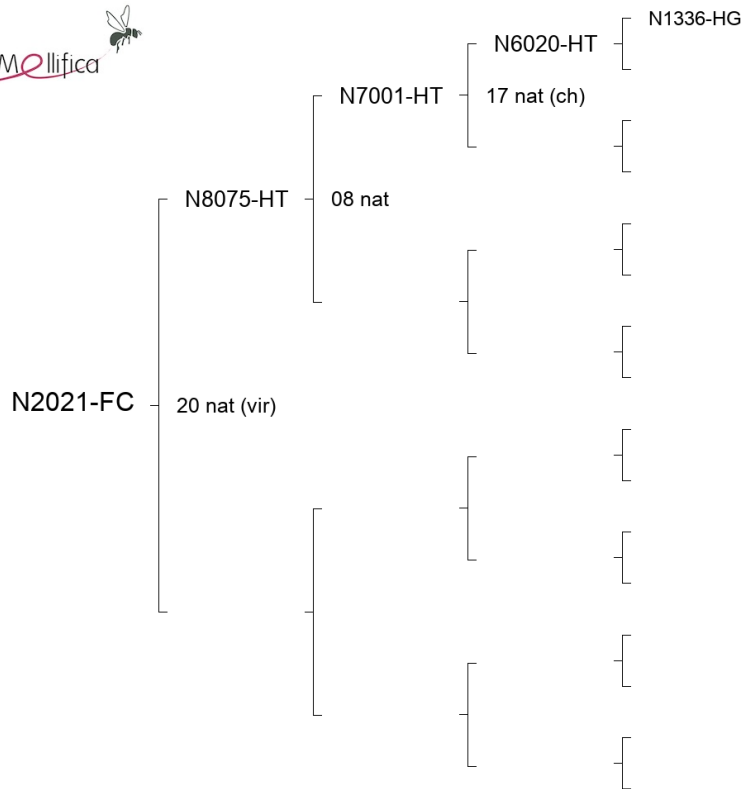 Mellifica
N1336-HG
N6020-HT
N7001-HT
17 nat (ch)
N8075-HT
08 nat
N2021-FC
20 nat (vir)